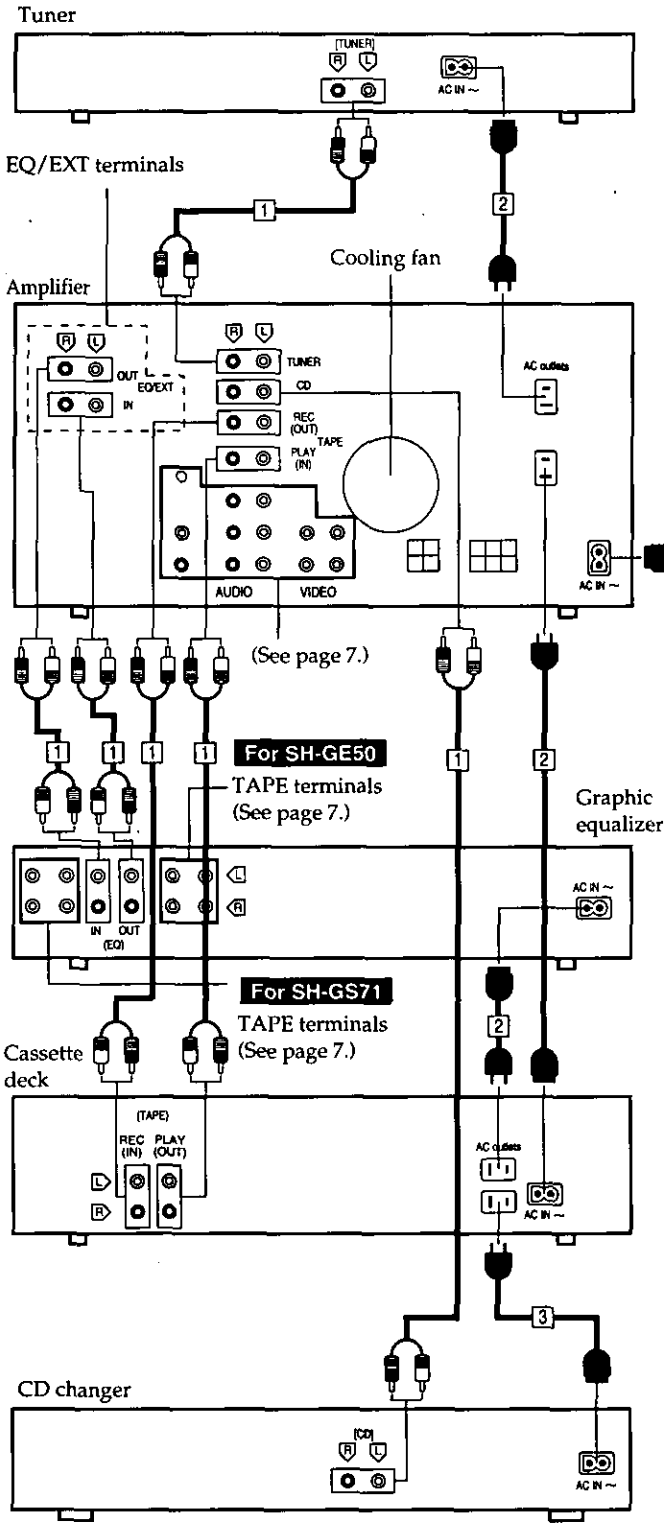 Tuner
[TUNER]
R L
AC IN ~
EQ/EXT terminals
1
2
Cooling fan
Amplifier
R L
R L
OUT
EQ/EXT
IN
TUNER
CD
REC
(OUT)
TAPE
PLAY
(IN)
AC outlets
AUDIO VIDEO
AC IN ~
(See page 7.)
1 1 1 1 1 2
For SH-GE50
TAPE terminals
(See page 7.)
Graphic
equalizer
L
R
IN OUT
(EQ)
AC IN ~
For SH-GS71
TAPE terminals
(See page 7.)
2
Cassette
deck
(TAPE)
REC PLAY
(IN) (OUT)
L
R
AC outlets
AC IN ~
3
CD changer
[CD]
R L
AC IN ~